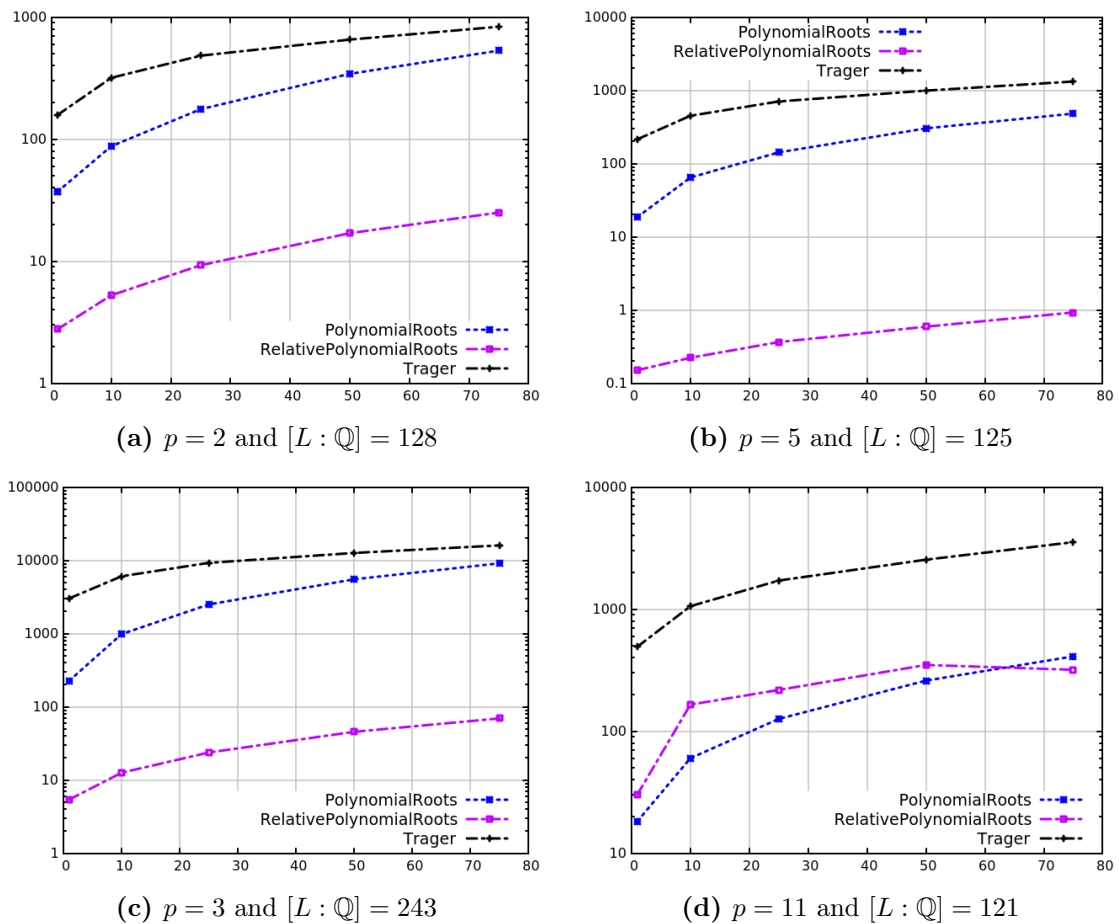 1000
100
10
1
0 10 20 30 40 50 60 70 80
PolynomialRoots
RelativePolynomialRoots
Trager
(a) p = 2 and [L : ℚ] = 128
10000
1000
100
10
1
0.1
0 10 20 30 40 50 60 70 80
PolynomialRoots
RelativePolynomialRoots
Trager
(b) p = 5 and [L : ℚ] = 125
100000
10000
1000
100
10
1
0 10 20 30 40 50 60 70 80
PolynomialRoots
RelativePolynomialRoots
Trager
(c) p = 3 and [L : ℚ] = 243
10000
1000
100
10
0 10 20 30 40 50 60 70 80
PolynomialRoots
RelativePolynomialRoots
Trager
(d) p = 11 and [L : ℚ] = 121